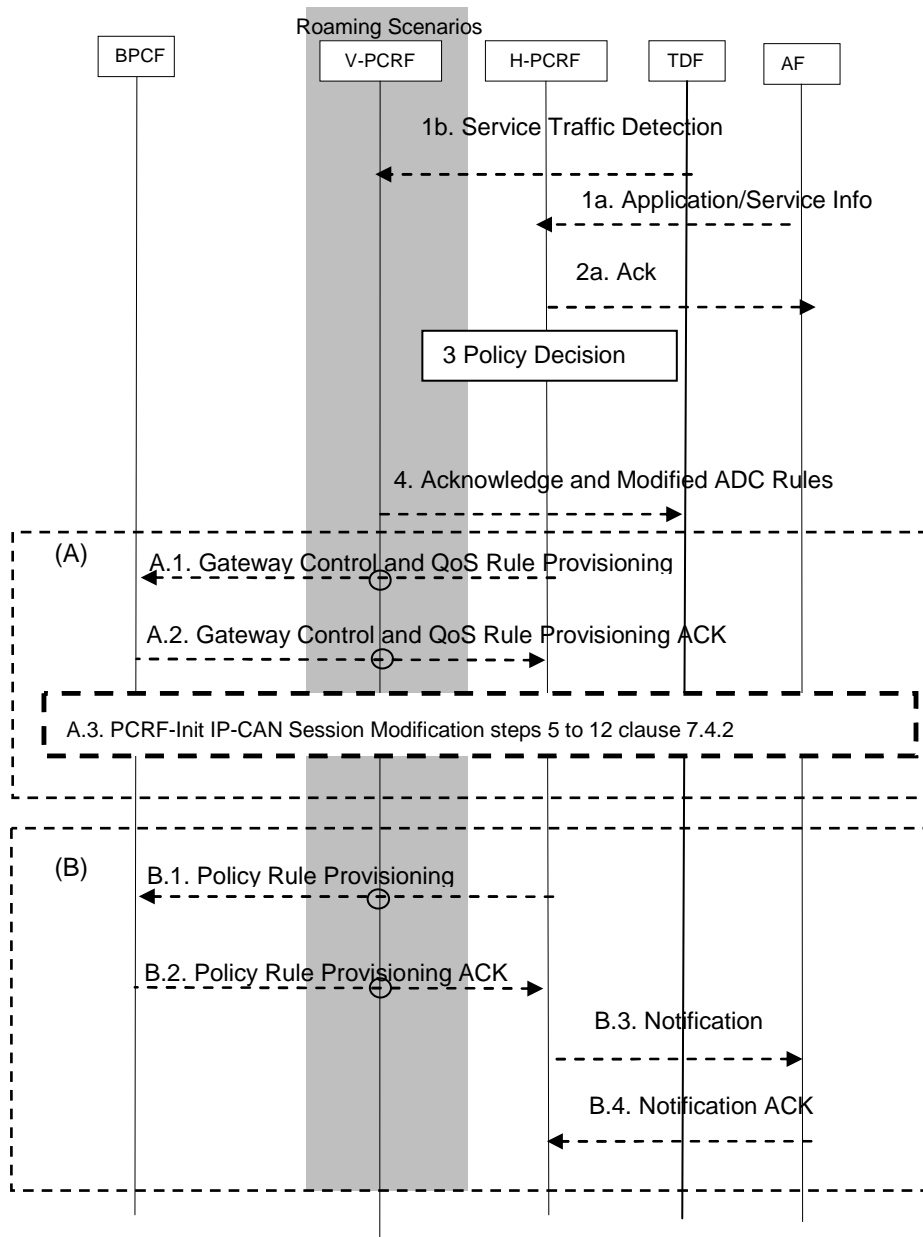 Roaming Scenarios
BPCF
V-PCRF
H-PCRF
TDF
AF
1b. Service Traffic Detection
1a. Application/Service Info
2a. Ack
3 Policy Decision
4. Acknowledge and Modified ADC Rules
(A)
A.1. Gateway Control and QoS Rule Provisioning
A.2. Gateway Control and QoS Rule Provisioning ACK
A.3. PCRF-Init IP-CAN Session Modification steps 5 to 12 clause 7.4.2
(B)
B.1. Policy Rule Provisioning
B.2. Policy Rule Provisioning ACK
B.3. Notification
B.4. Notification ACK